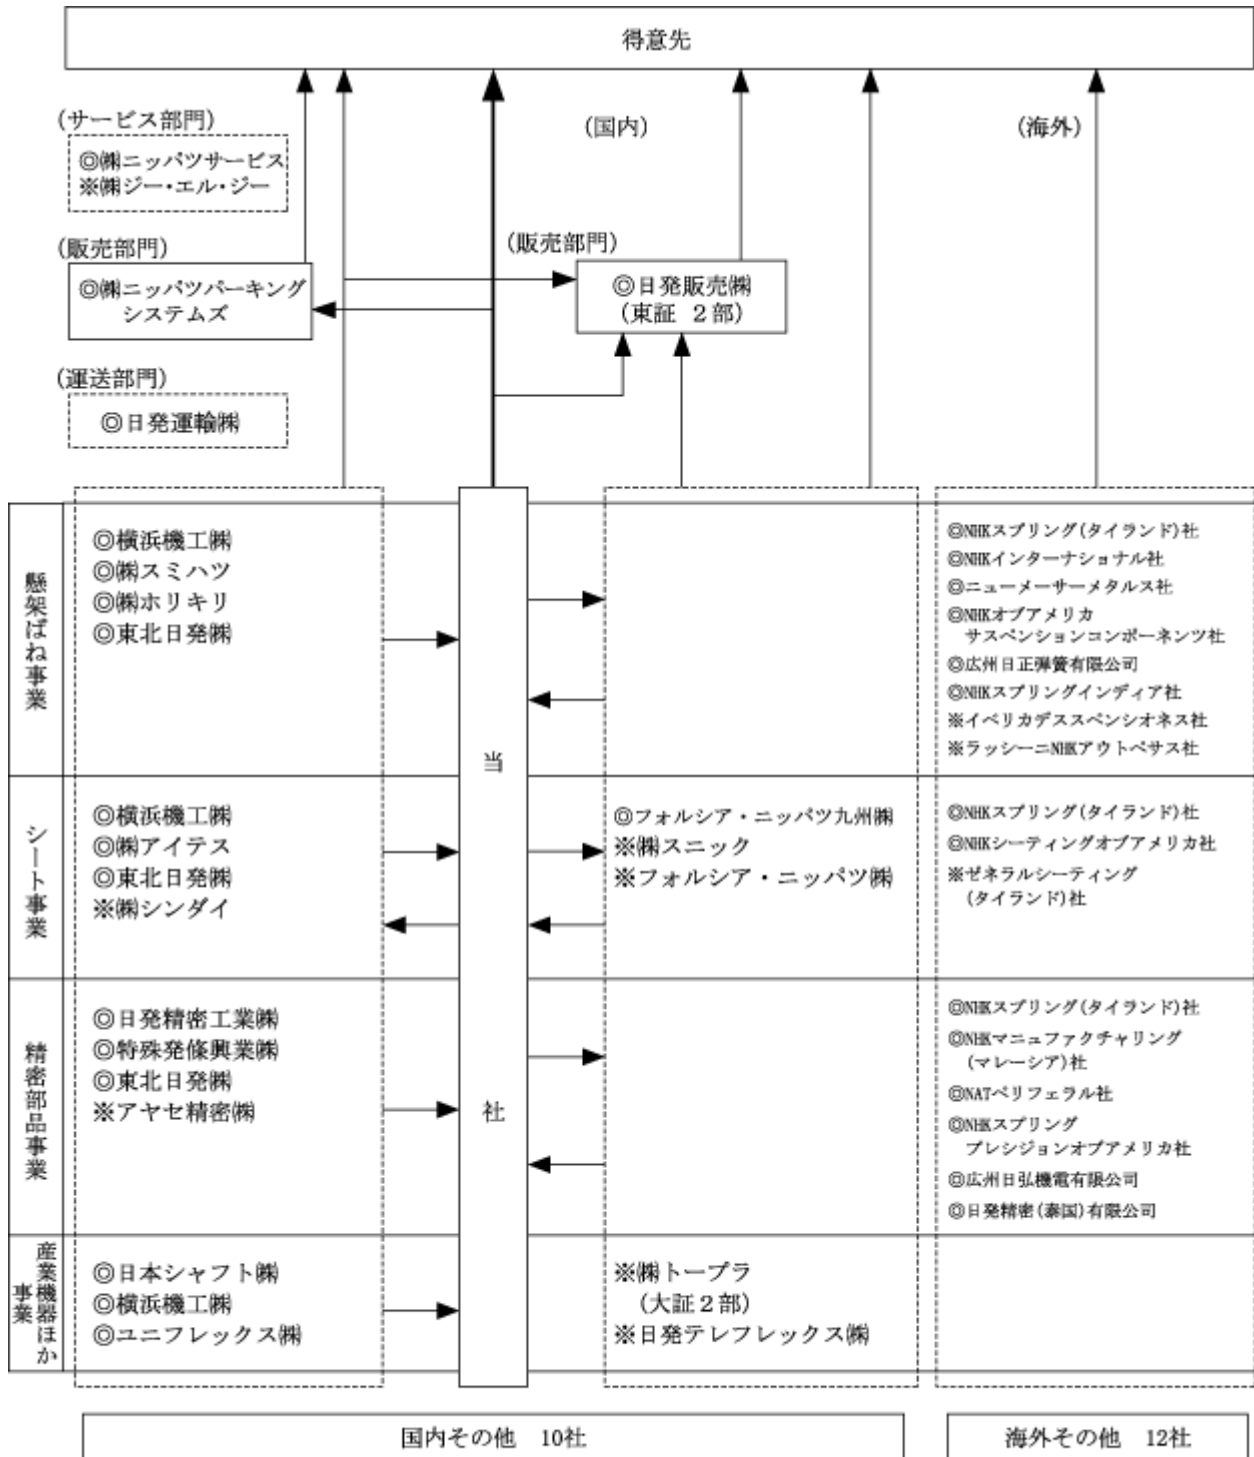 得意先
(サービス部門)
◎㈱ニッパツサービス
※㈱ジー・エル・ジー
(国内)
(海外)
(販売部門)
◎㈱ニッパツパーキング
システムズ
(販売部門)
◎日発販売㈱
(東証 2部)
(運送部門)
◎日発運輸㈱
懸架ばね事業
◎横浜機工㈱
◎㈱スミハツ
◎㈱ホリキリ
◎東北日発㈱
当社
◎NHKスプリング(タイランド)社
◎NHKインターナショナル社
◎ニューメーサーメタルス社
◎NHKオブアメリカ
サスペンションコンポーネンツ社
◎広州日正弾簧有限公司
◎NHKスプリングインディア社
※イベリカデススペンシオネス社
※ラッシーニNHKアウトペサス社
シート事業
◎横浜機工㈱
◎㈱アイテス
◎東北日発㈱
※㈱シンダイ
◎フォルシア・ニッパツ九州㈱
※㈱スニック
※フォルシア・ニッパツ㈱
◎NHKスプリング(タイランド)社
◎NHKシーティングオブアメリカ社
※ゼネラルシーティング
(タイランド)社
精密部品事業
◎日発精密工業㈱
◎特殊発條興業㈱
◎東北日発㈱
※アヤセ精密㈱
◎NHKスプリング(タイランド)社
◎NHKマニュファクチャリング
(マレーシア)社
◎NATペリフェラル社
◎NHKスプリング
プレシジョンオブアメリカ社
◎広州日弘機電有限公司
◎日発精密(泰国)有限公司
産業機器ほか
事業
◎日本シャフト㈱
◎横浜機工㈱
◎ユニフレックス㈱
※㈱トープラ
(大証2部)
※日発テレフレックス㈱
国内その他 10社
海外その他 12社